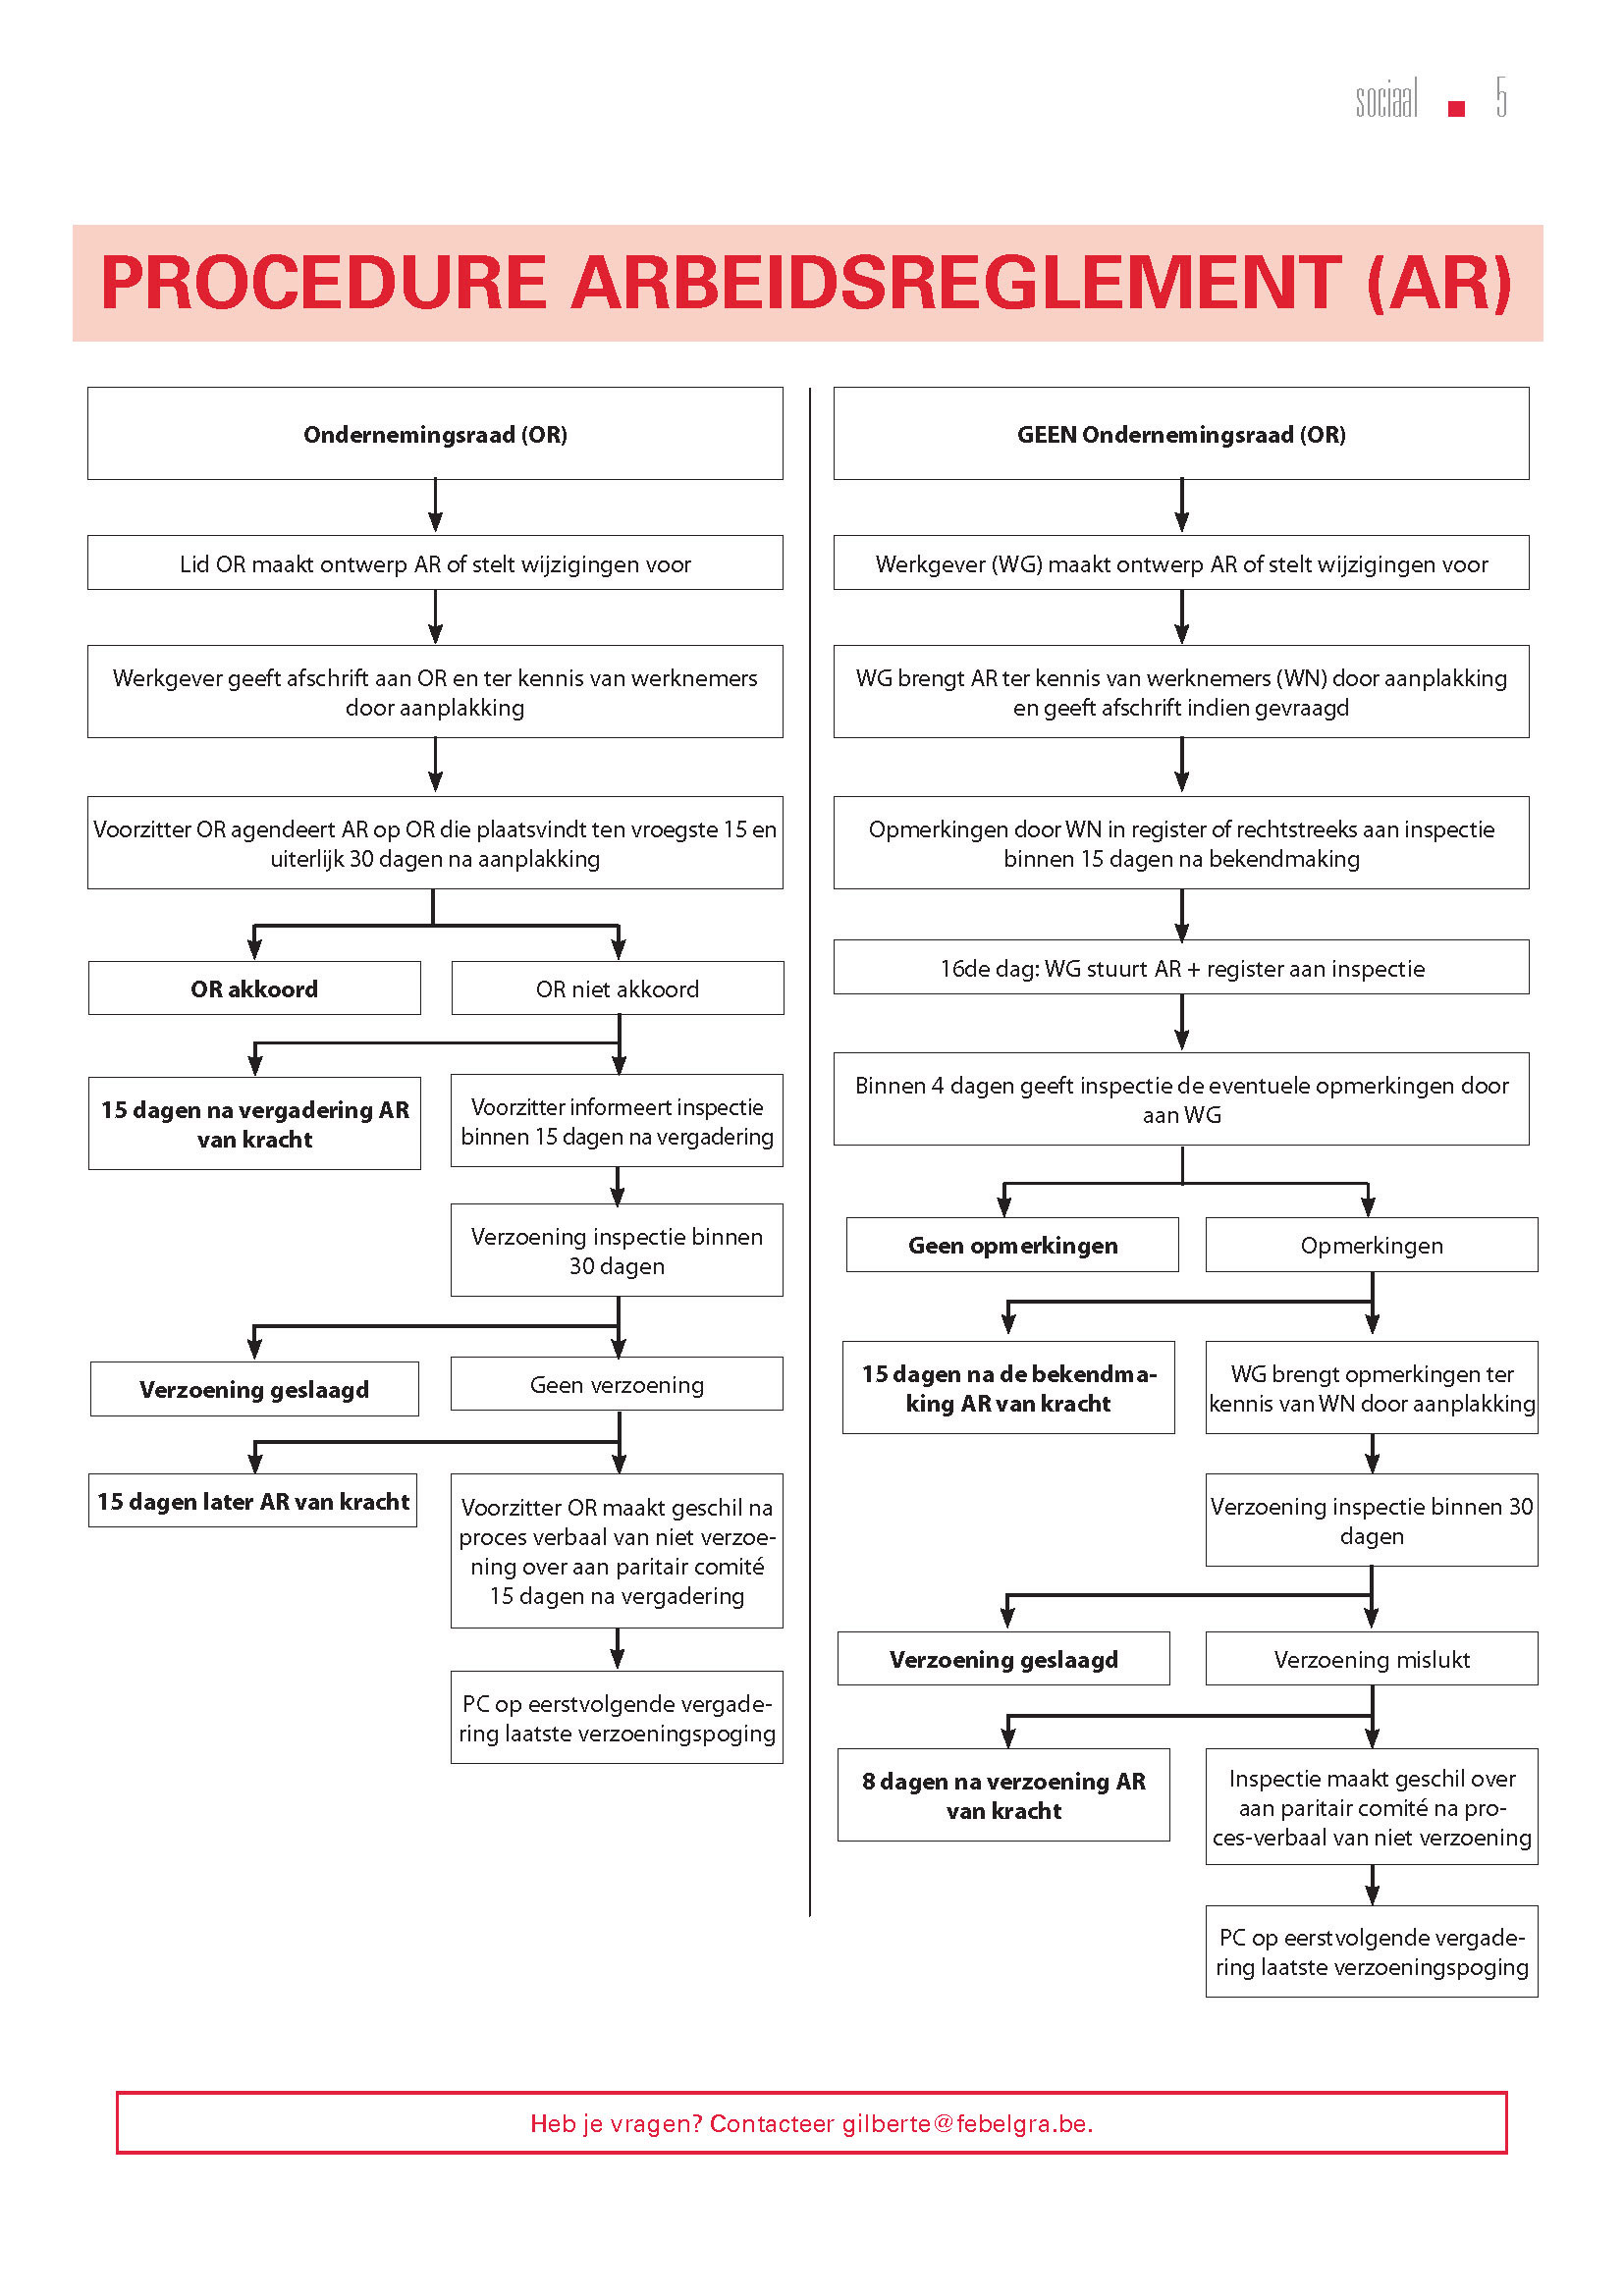 sociaal 5
PROCEDURE ARBEIDSREGLEMENT (AR)
Ondernemingsraad (OR)
Lid OR maakt ontwerp AR of stelt wijzigingen voor
Werkgever geeft afschrift aan OR en ter kennis van werknemers
door aanplakking
Voorzitter OR agendeert AR op OR die plaatsvindt ten vroegste 15 en
uiterlijk 30 dagen na aanplakking
OR akkoord
OR niet akkoord
15 dagen na vergadering AR
van kracht
Voorzitter informeert inspectie
binnen 15 dagen na vergadering
Verzoening inspectie binnen
30 dagen
Verzoening geslaagd
Geen verzoening
15 dagen later AR van kracht
Voorzitter OR maakt geschil na
proces verbaal van niet verzoe-
ning over aan paritair comité
15 dagen na vergadering
PC op eerstvolgende vergade-
ring laatste verzoeningspoging
GEEN Ondernemingsraad (OR)
Werkgever (WG) maakt ontwerp AR of stelt wijzigingen voor
WG brengt AR ter kennis van werknemers (WN) door aanplakking
en geeft afschrift indien gevraagd
Opmerkingen door WN in register of rechtstreeks aan inspectie
binnen 15 dagen na bekendmaking
16de dag: WG stuurt AR + register aan inspectie
Binnen 4 dagen geeft inspectie de eventuele opmerkingen door
aan WG
Geen opmerkingen
Opmerkingen
15 dagen na de bekendma-
king AR van kracht
WG brengt opmerkingen ter
kennis van WN door aanplakking
Verzoening inspectie binnen 30
dagen
Verzoening geslaagd
Verzoening mislukt
8 dagen na verzoening AR
van kracht
Inspectie maakt geschil over
aan paritair comité na pro-
ces-verbaal van niet verzoening
PC op eerstvolgende vergade-
ring laatste verzoeningspoging
Heb je vragen? Contacteer gilberte@febelgra.be.